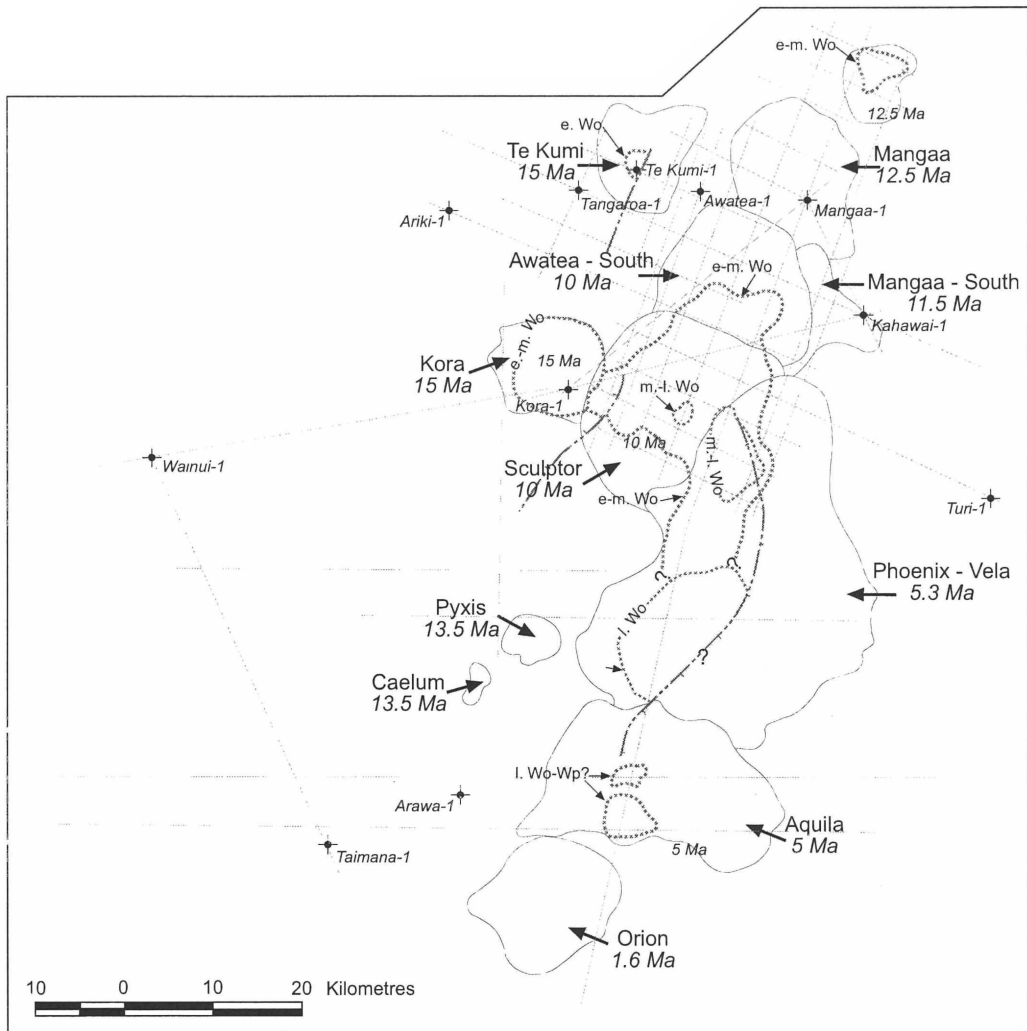 e-m. Wo
12.5 Ma
e. Wo
Te Kumi
15 Ma
Te Kumi-1
Mangaa
12.5 Ma
Tangaroa-1
Awatea-1
Mangaa-1
Ariki-1
Awatea - South
10 Ma
e-m. Wo
Mangaa - South
11.5 Ma
Kahawai-1
e.-m. Wo
15 Ma
Kora
15 Ma
Kora-1
m.-l. Wo
10 Ma
m.-l. Wo
Wainui-1
Sculptor
10 Ma
e-m. Wo
Turi-1
?
?
Phoenix - Vela
5.3 Ma
Pyxis
13.5 Ma
l. Wo
?
Caelum
13.5 Ma
l. Wo-Wp?
Arawa-1
Aquila
5 Ma
5 Ma
Taimana-1
Orion
1.6 Ma
10 0 10 20 Kilometres